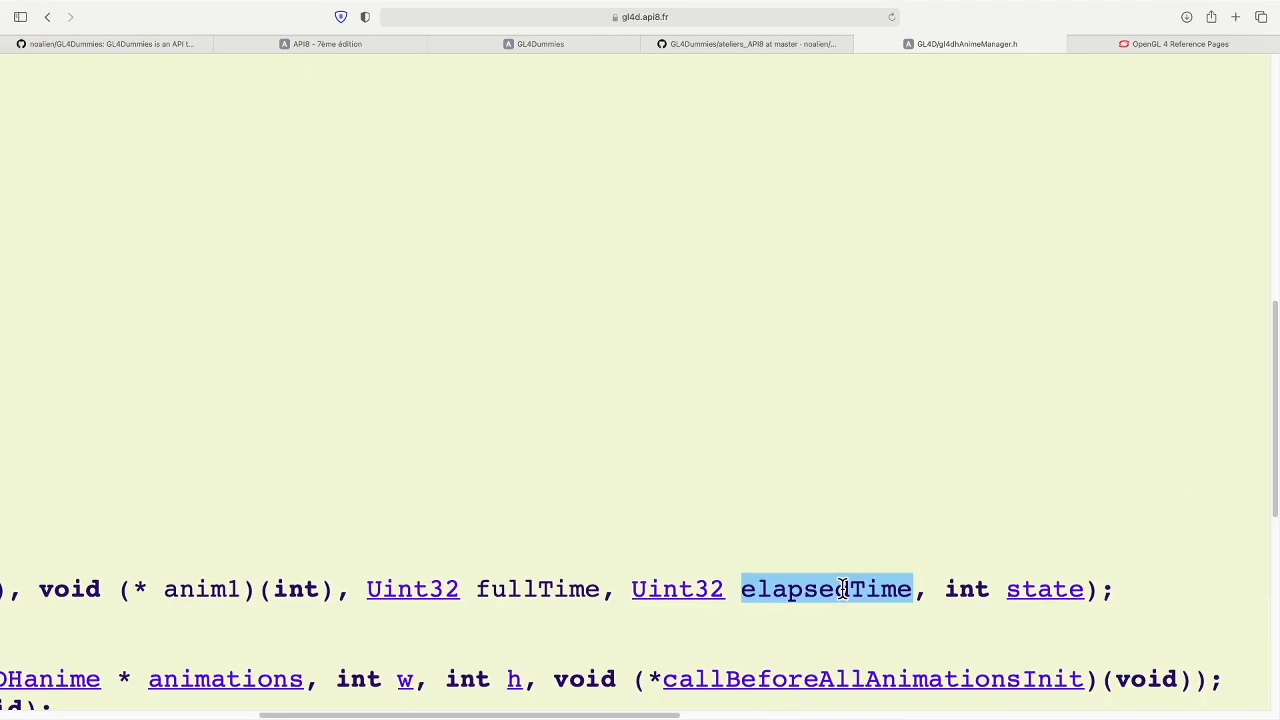 gl4d.api8.fr
noalien/GL4Dummies: GL4Dummies is an API t...
API8 - 7ème édition
GL4Dummies
GL4Dummies/ateliers_API8 at master · noalien/...
GL4D/gl4dhAnimeManager.h
OpenGL 4 Reference Pages
), void (* anim1)(int), Uint32 fullTime, Uint32 elapsedTime, int state);
DHanime * animations, int w, int h, void (*callBeforeAllAnimationsInit)(void));
id);